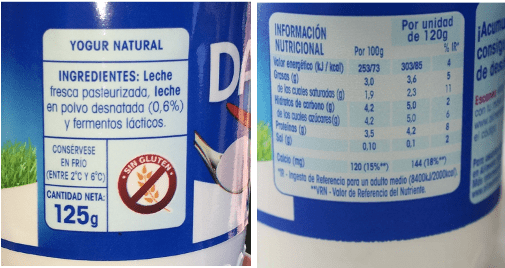 YOGUR NATURAL
INGREDIENTES: Leche
fresca pasteurizada, leche
en polvo desnatada (0,6%)
y fermentos lácticos.
CONSÉRVESE
EN FRIO
(ENTRE 2°C Y 6°C)
CANTIDAD NETA:
125g
SIN GLUTEN
DA
INFORMACIÓN
NUTRICIONAL Por 100g Por unidad
de 120g %IR*
Valor energético (kJ / kcal) 253/73 303/85 4
Grasas (g) 3,0 3,6 5
de las cuales saturadas (g) 1,9 2,3 11
Hidratos de carbono (g) 4,2 5,0 2
de los cuales azúcares (g) 4,2 5,0 6
Proteínas (g) 3,5 4,2 8
Sal (g) 0,10 0,1 2
Calcio (mg) 120 (15%**) 144 (18%**)
*IR - Ingesta de Referencia para un adulto medio (8400kJ/2000kcal).
**VRN - Valor de Referencia del Nutriente.
¡Acumu
consig
de des